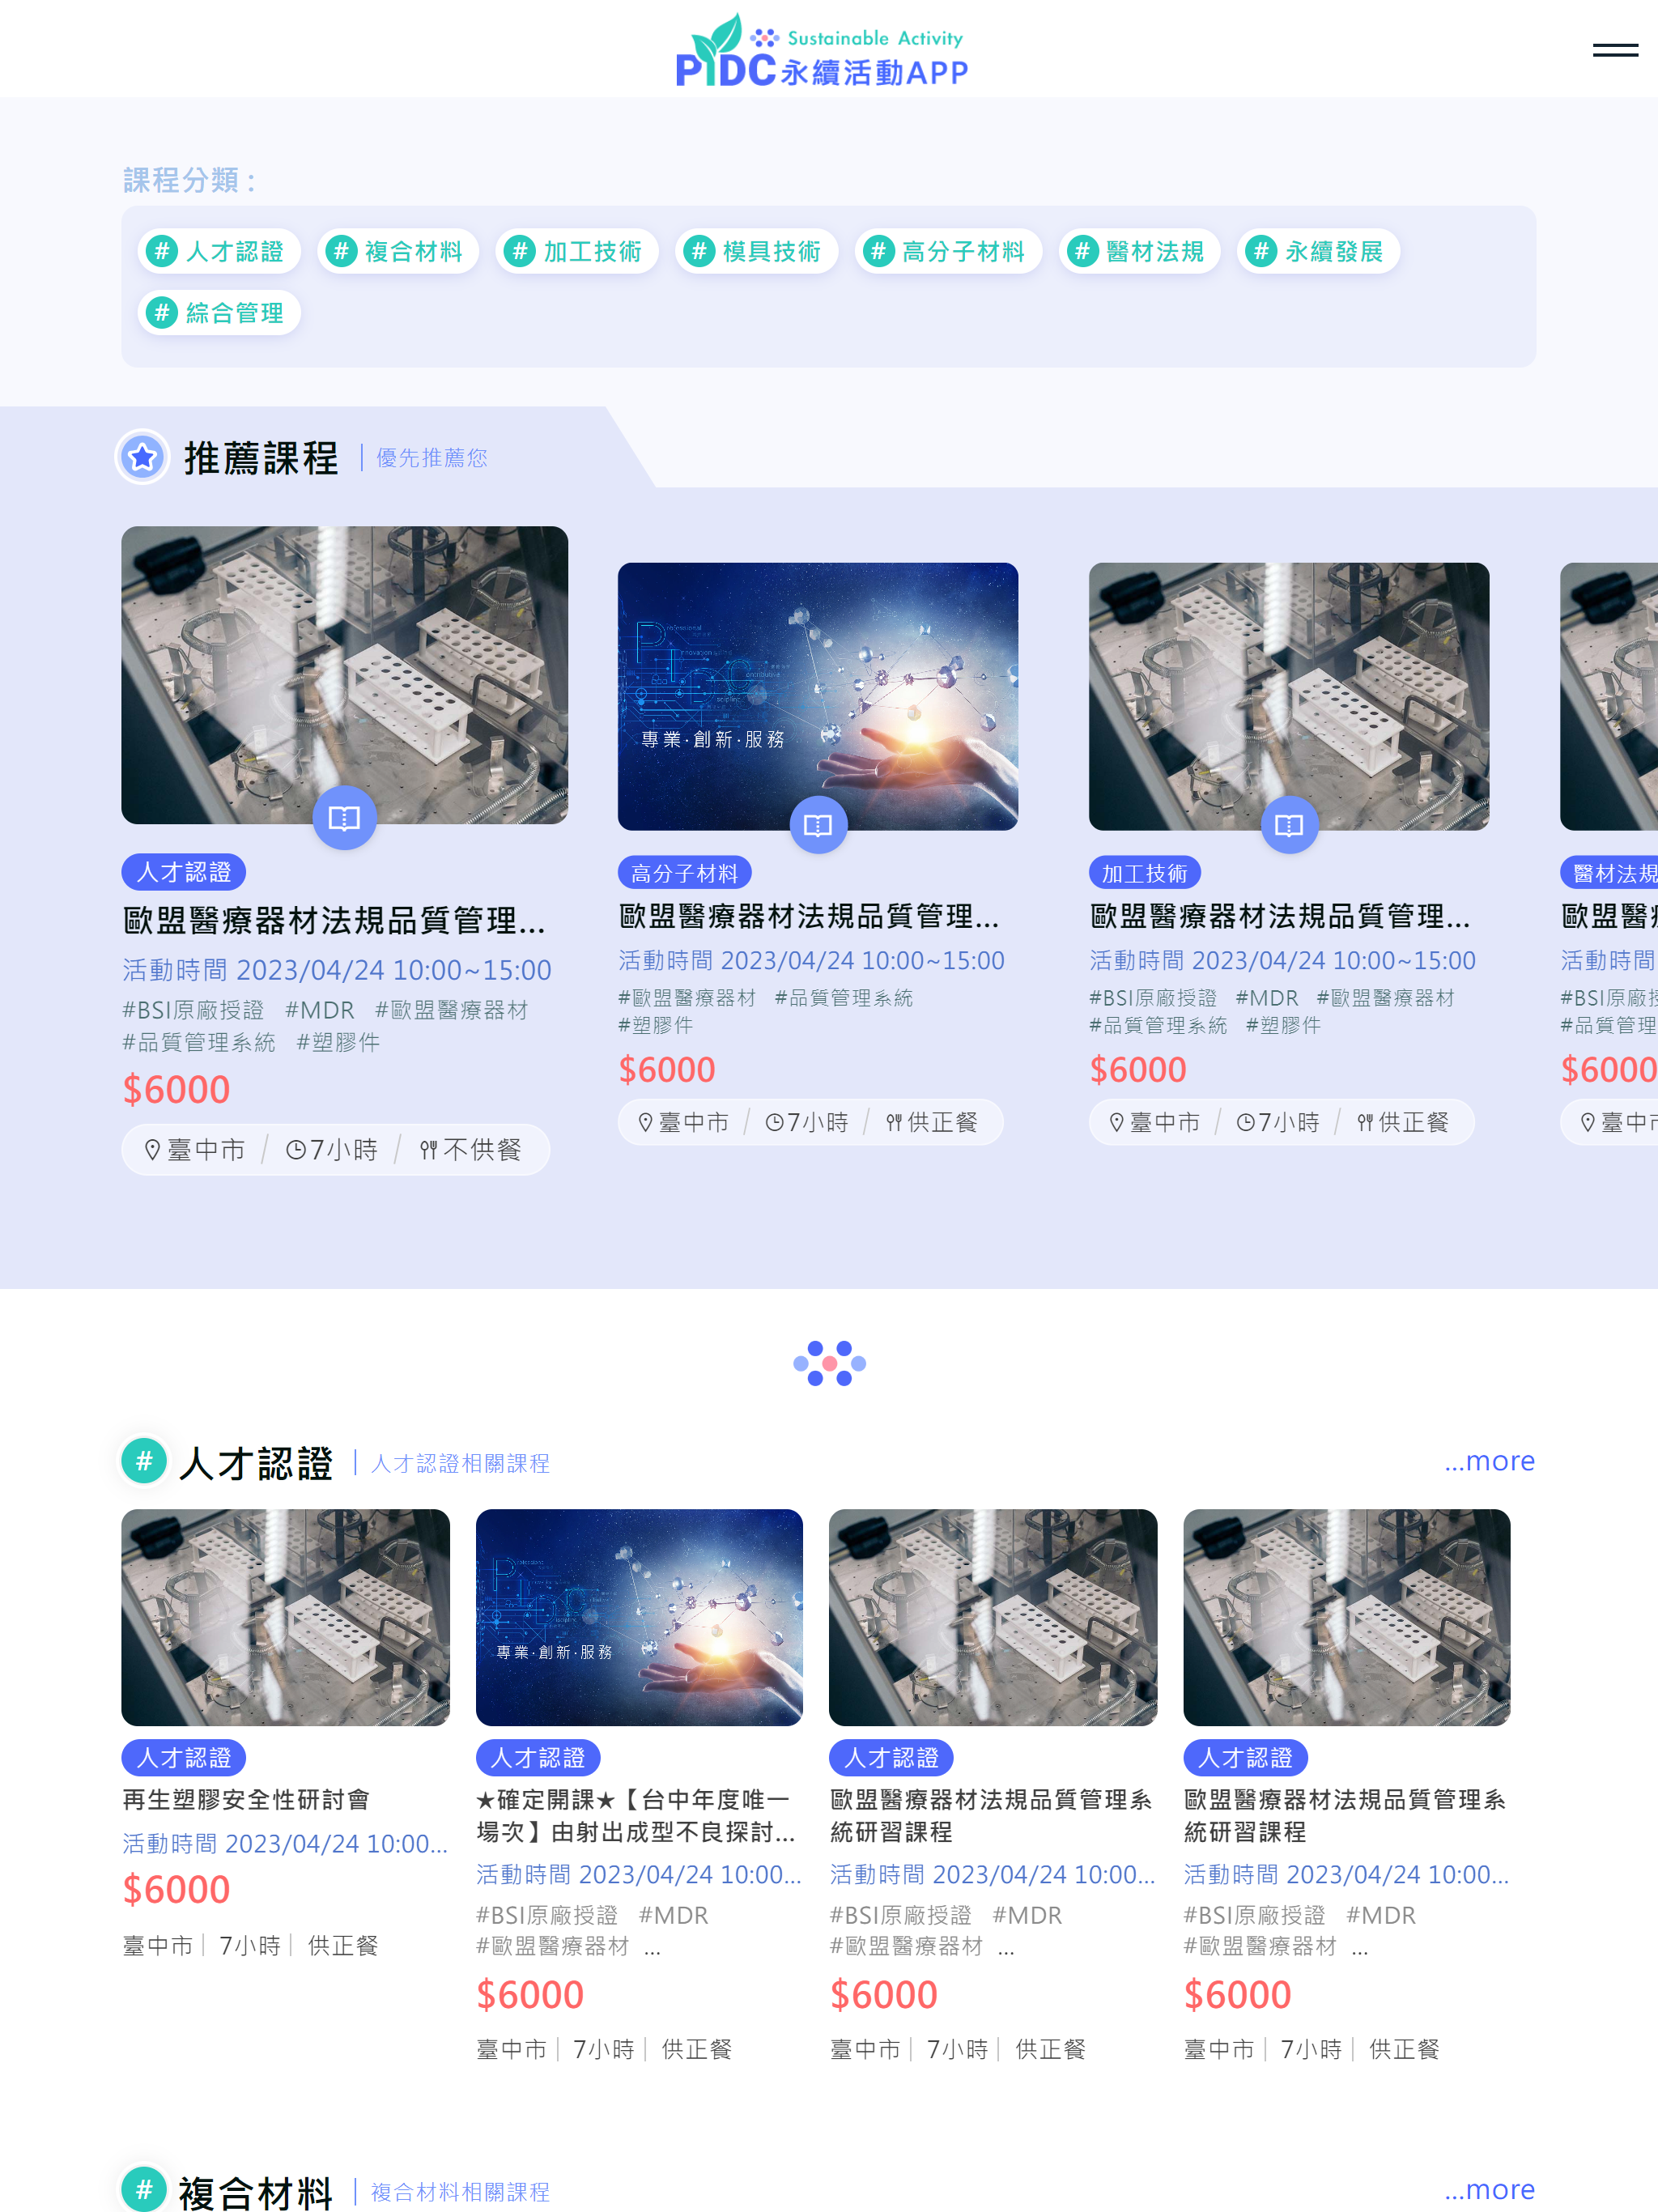 Sustainable Activity
PIDC永續活動APP
課程分類 :
# 人才認證 # 複合材料 # 加工技術 # 模具技術 # 高分子材料 # 醫材法規 # 永續發展
# 綜合管理
推薦課程 優先推薦您
專業·創新·服務
人才認證
歐盟醫療器材法規品質管理...
活動時間 2023/04/24 10:00~15:00
#BSI原廠授證 #MDR #歐盟醫療器材
#品質管理系統 #塑膠件
$6000
臺中市 / 7小時 / 不供餐
高分子材料
歐盟醫療器材法規品質管理...
活動時間 2023/04/24 10:00~15:00
#歐盟醫療器材 #品質管理系統
#塑膠件
$6000
臺中市 / 7小時 / 供正餐
加工技術
歐盟醫療器材法規品質管理...
活動時間 2023/04/24 10:00~15:00
#BSI原廠授證 #MDR #歐盟醫療器材
#品質管理系統 #塑膠件
$6000
臺中市 / 7小時 / 供正餐
醫材法規
歐盟醫
活動時間
#BSI原廠
#品質管理
$6000
臺中
# 人才認證 人才認證相關課程 ...more
專業·創新·服務
人才認證
再生塑膠安全性研討會
活動時間 2023/04/24 10:00...
$6000
臺中市 | 7小時 | 供正餐
人才認證
★確定開課★【台中年度唯一
場次】由射出成型不良探討...
活動時間 2023/04/24 10:00...
#BSI原廠授證 #MDR
#歐盟醫療器材 ...
$6000
臺中市 | 7小時 | 供正餐
人才認證
歐盟醫療器材法規品質管理系
統研習課程
活動時間 2023/04/24 10:00...
#BSI原廠授證 #MDR
#歐盟醫療器材 ...
$6000
臺中市 | 7小時 | 供正餐
人才認證
歐盟醫療器材法規品質管理系
統研習課程
活動時間 2023/04/24 10:00...
#BSI原廠授證 #MDR
#歐盟醫療器材 ...
$6000
臺中市 | 7小時 | 供正餐
# 複合材料 複合材料相關課程 ...more